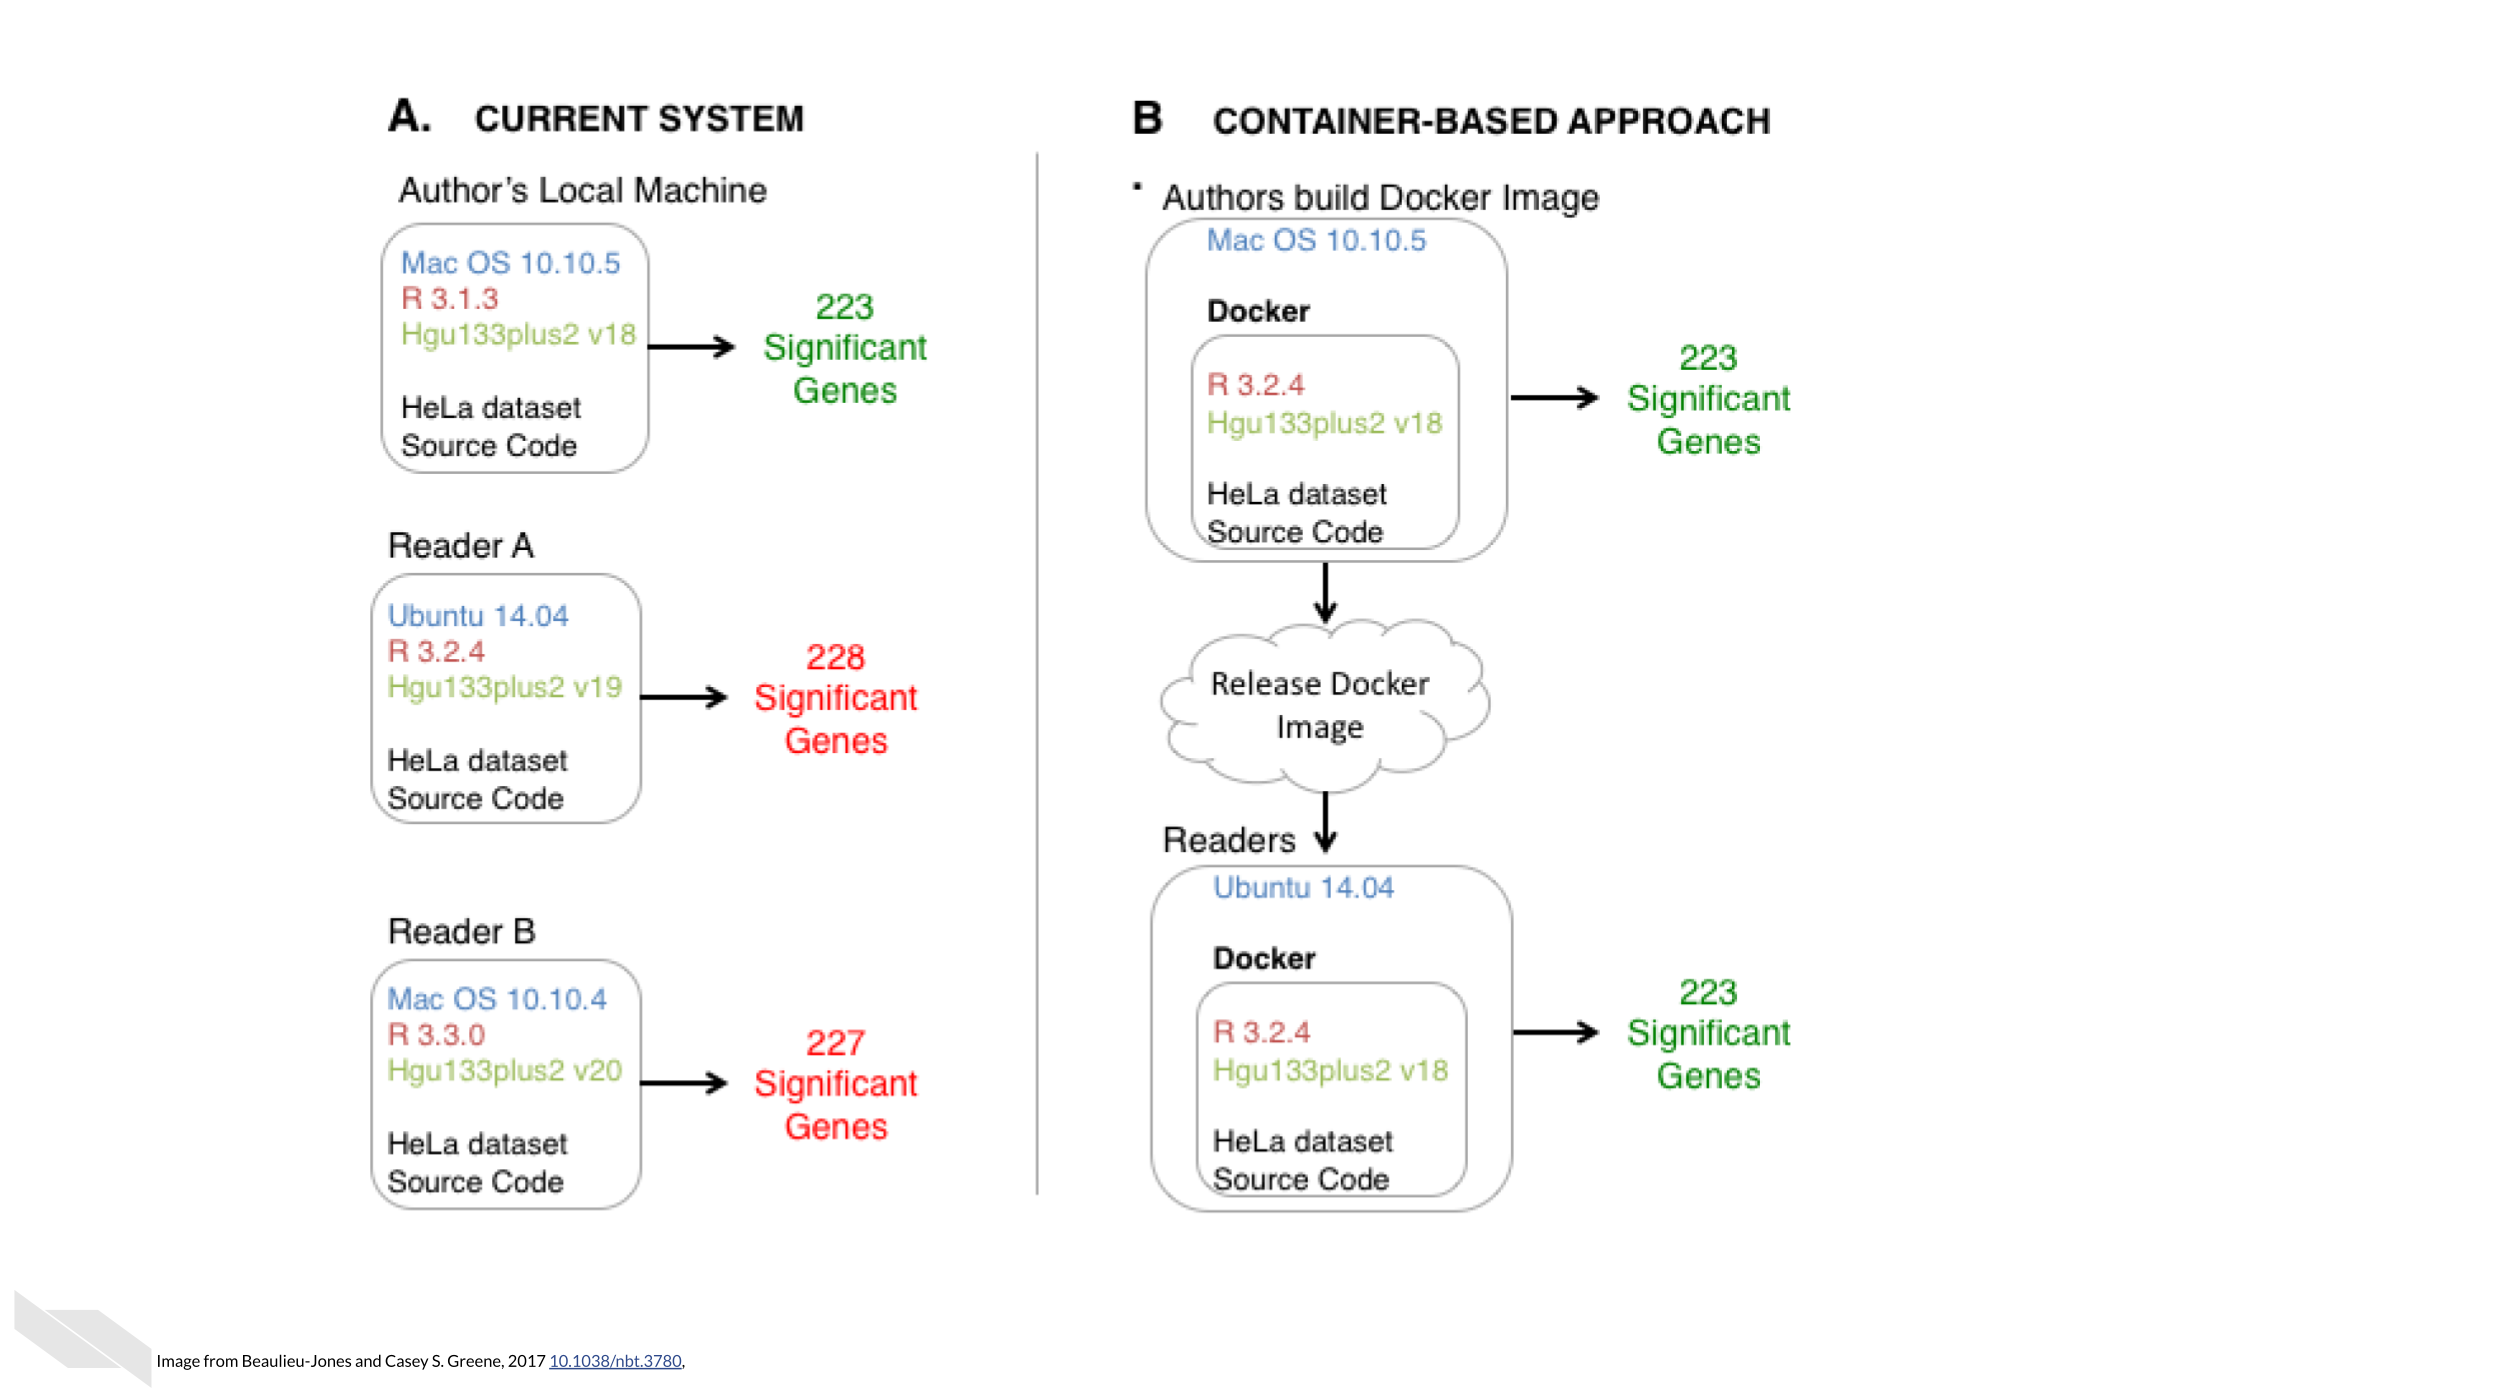 A. CURRENT SYSTEM
Author's Local Machine
Mac OS 10.10.5
R 3.1.3
Hgu133plus2 v18
HeLa dataset
Source Code
223
Significant
Genes
Reader A
Ubuntu 14.04
R 3.2.4
Hgu133plus2 v19
HeLa dataset
Source Code
228
Significant
Genes
Reader B
Mac OS 10.10.4
R 3.3.0
Hgu133plus2 v20
HeLa dataset
Source Code
227
Significant
Genes
B CONTAINER-BASED APPROACH
Authors build Docker Image
Mac OS 10.10.5
Docker
R 3.2.4
Hgu133plus2 v18
HeLa dataset
Source Code
223
Significant
Genes
Release Docker
Image
Readers
Ubuntu 14.04
Docker
R 3.2.4
Hgu133plus2 v18
HeLa dataset
Source Code
223
Significant
Genes
Image from Beaulieu-Jones and Casey S. Greene, 2017 10.1038/nbt.3780,